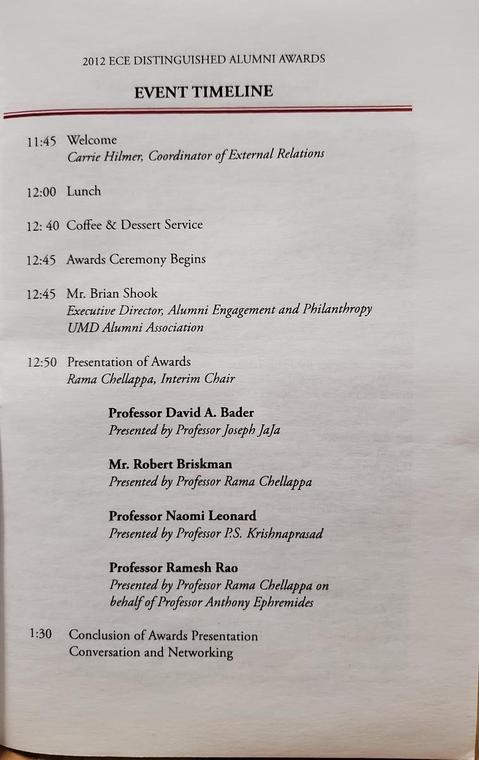 2012 ECE DISTINGUISHED ALUMNI AWARDS
EVENT TIMELINE
11:45 Welcome
Carrie Hilmer, Coordinator of External Relations
12:00 Lunch
12: 40 Coffee & Dessert Service
12:45 Awards Ceremony Begins
12:45 Mr. Brian Shook
Executive Director, Alumni Engagement and Philanthropy
UMD Alumni Association
12:50 Presentation of Awards
Rama Chellappa, Interim Chair
Professor David A. Bader
Presented by Professor Joseph JaJa
Mr. Robert Briskman
Presented by Professor Rama Chellappa
Professor Naomi Leonard
Presented by Professor P.S. Krishnaprasad
Professor Ramesh Rao
Presented by Professor Rama Chellappa on
behalf of Professor Anthony Ephremides
1:30 Conclusion of Awards Presentation
Conversation and Networking